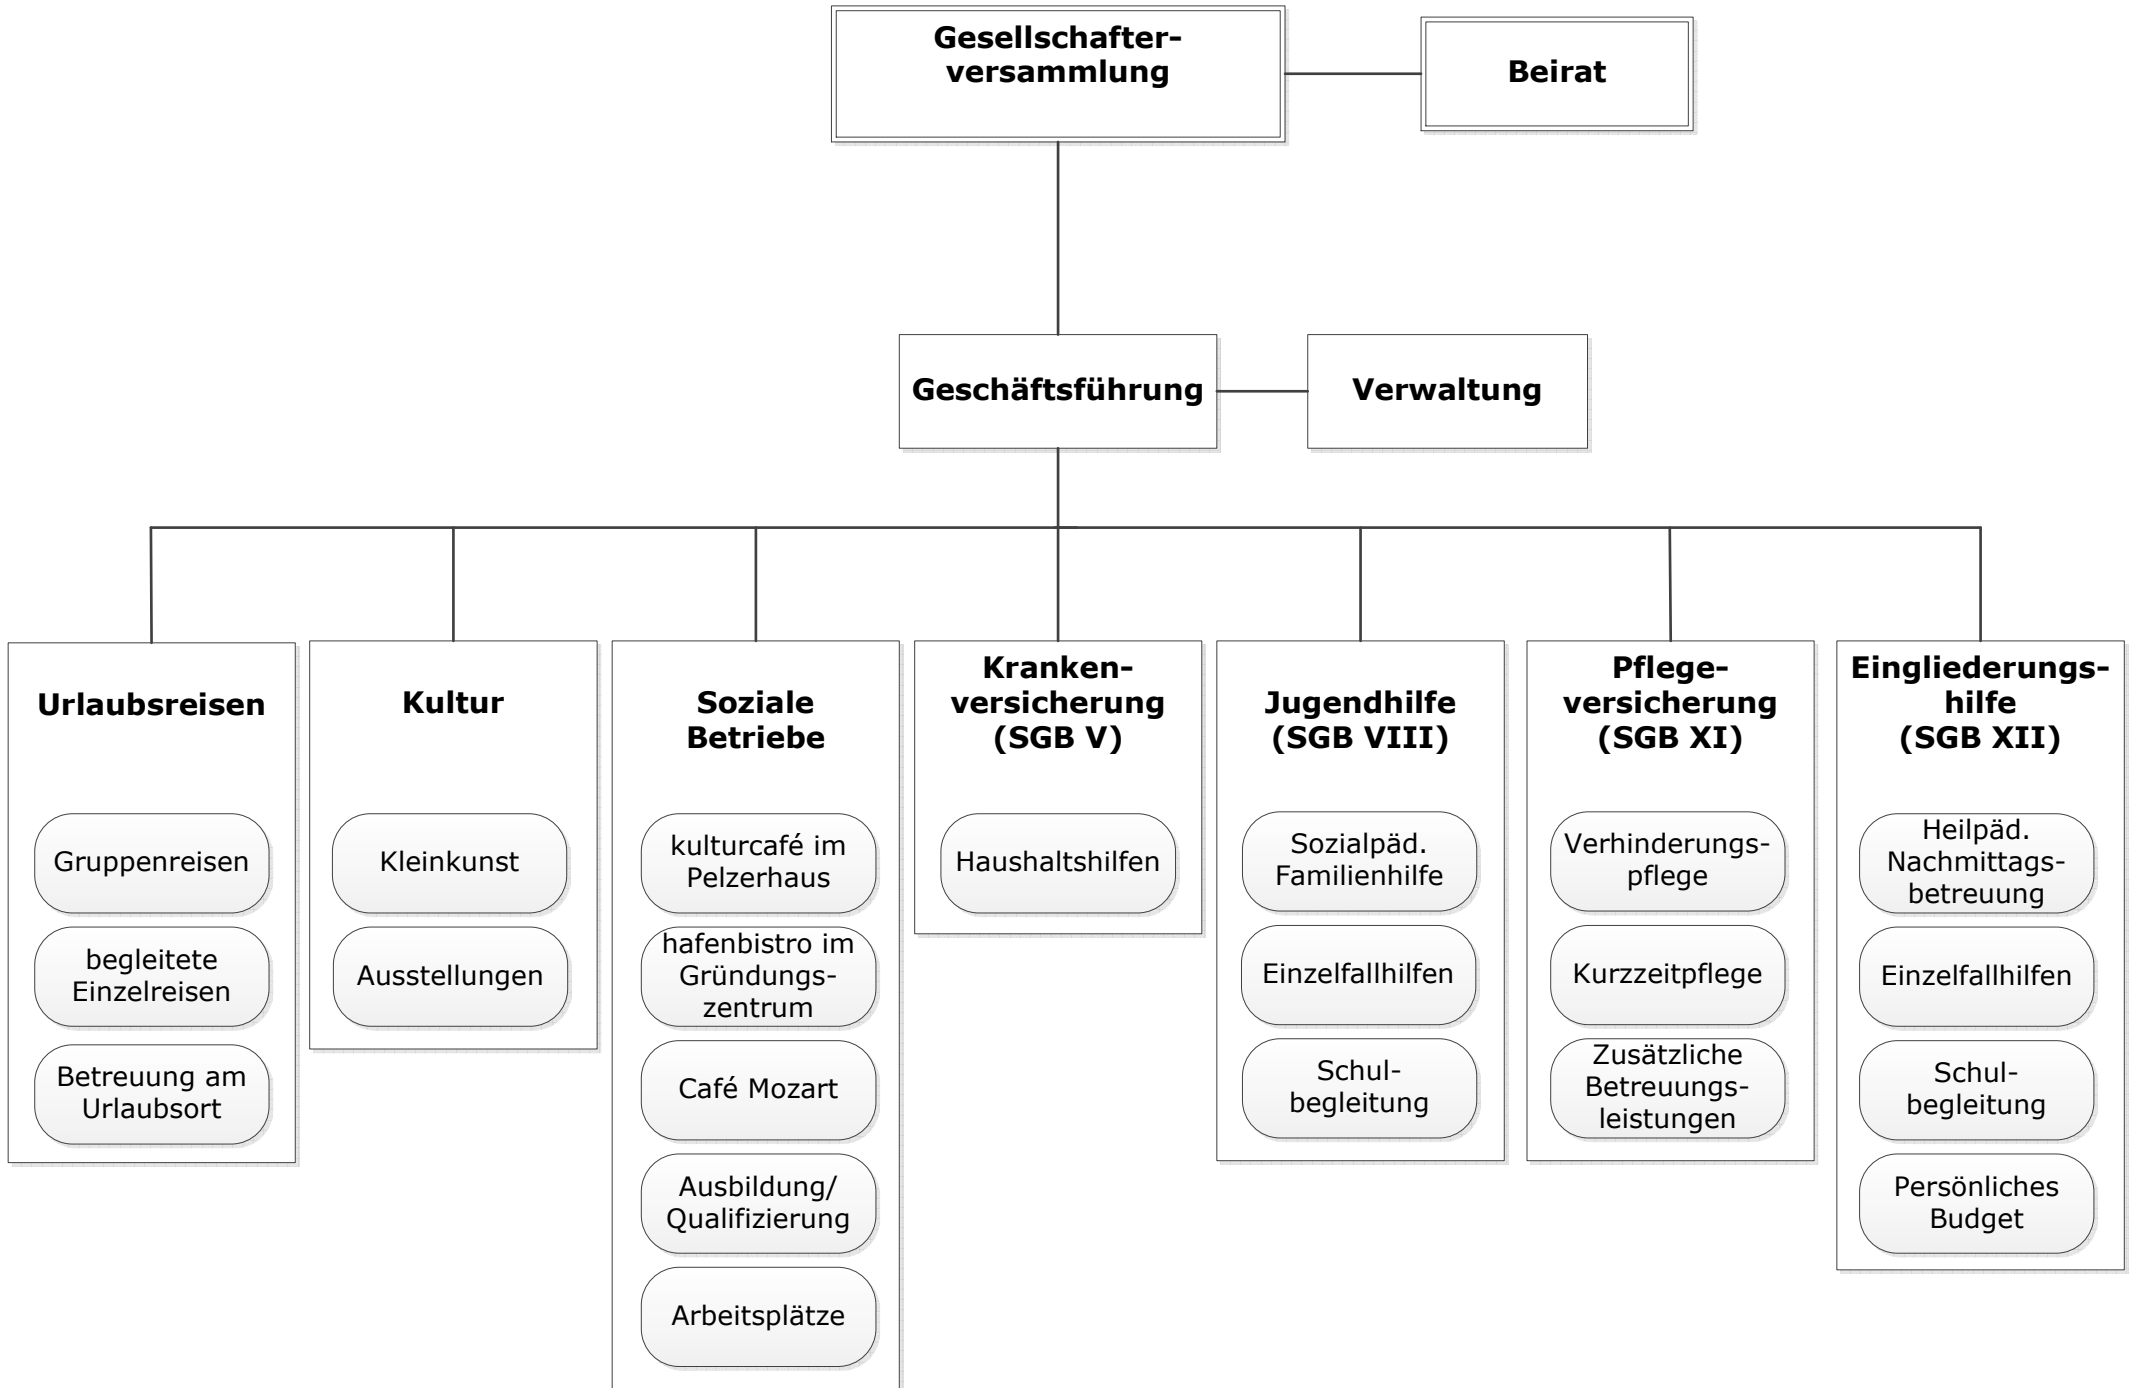 Gesellschafter-
versammlung
Beirat
Geschäftsführung
Verwaltung
Urlaubsreisen
Gruppenreisen
begleitete
Einzelreisen
Betreuung am
Urlaubsort
Kultur
Kleinkunst
Ausstellungen
Soziale
Betriebe
kulturcafé im
Pelzerhaus
hafenbistro im
Gründungs-
zentrum
Café Mozart
Ausbildung/
Qualifizierung
Arbeitsplätze
Kranken-
versicherung
(SGB V)
Haushaltshilfen
Jugendhilfe
(SGB VIII)
Sozialpäd.
Familienhilfe
Einzelfallhilfen
Schul-
begleitung
Pflege-
versicherung
(SGB XI)
Verhinderungs-
pflege
Kurzzeitpflege
Zusätzliche
Betreuungs-
leistungen
Eingliederungs-
hilfe
(SGB XII)
Heilpäd.
Nachmittags-
betreuung
Einzelfallhilfen
Schul-
begleitung
Persönliches
Budget